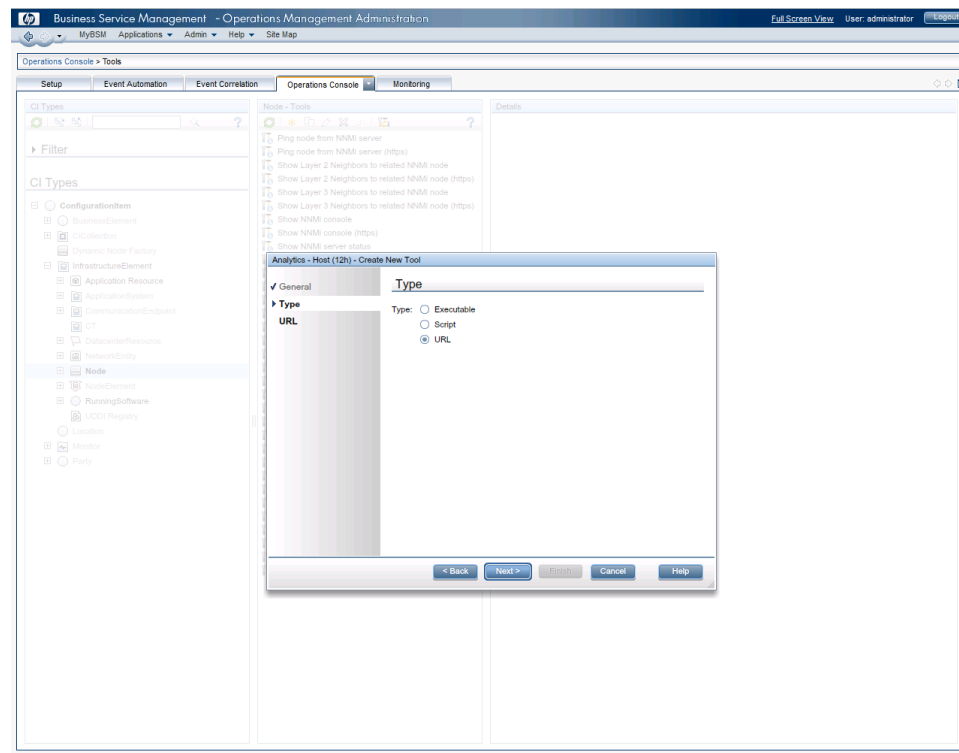 hp Business Service Management - Operations Management Administration Full Screen View User: administrator Logout
MyBSM Applications Admin Help Site Map
Operations Console > Tools
Setup Event Automation Event Correlation Operations Console Monitoring
CI Types
Filter
CI Types
ConfigurationItem
BusinessElement
CiCollection
Dynamic Node Factory
InfrastructureElement
Application Resource
ApplicationSystem
CommunicationEndpoint
CT
DatacenterResource
NetworkEntity
Node
NodeElement
RunningSoftware
UDDI Registry
Location
Monitor
Party
Node - Tools
Ping node from NNMi server
Ping node from NNMi server (https)
Show Layer 2 Neighbors to related NNMi node
Show Layer 2 Neighbors to related NNMi node (https)
Show Layer 3 Neighbors to related NNMi node
Show Layer 3 Neighbors to related NNMi node (https)
Show NNMi console
Show NNMi console (https)
Show NNMi server status
Details
Analytics - Host (12h) - Create New Tool
General
Type
URL
Type
Type: Executable
Script
URL
< Back Next > Finish Cancel Help